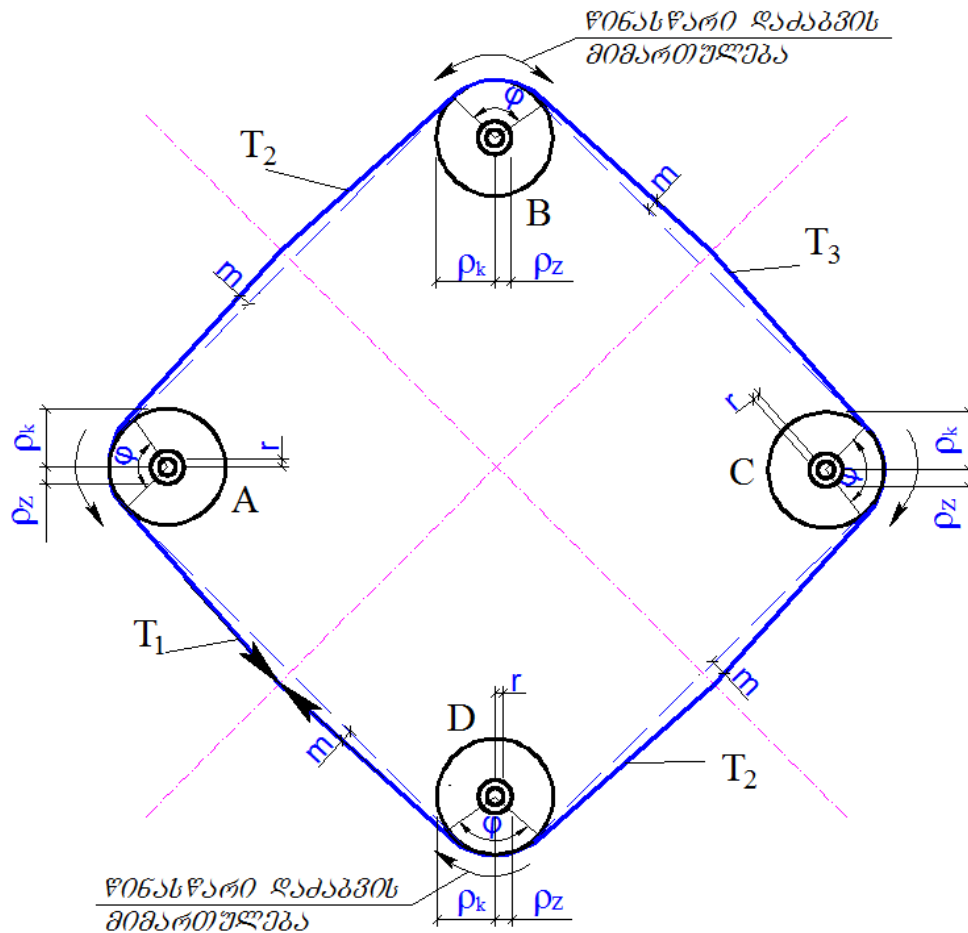 წინასწარი დაძაბვის
მიმართულება
φ
T2
B
m
ρk
ρz
T3
m
r
ρk
φ
ρz
A
r
C
φ
ρk
ρz
T1
D
r
m
m
T2
φ
წინასწარი დაძაბვის
მიმართულება
ρk
ρz